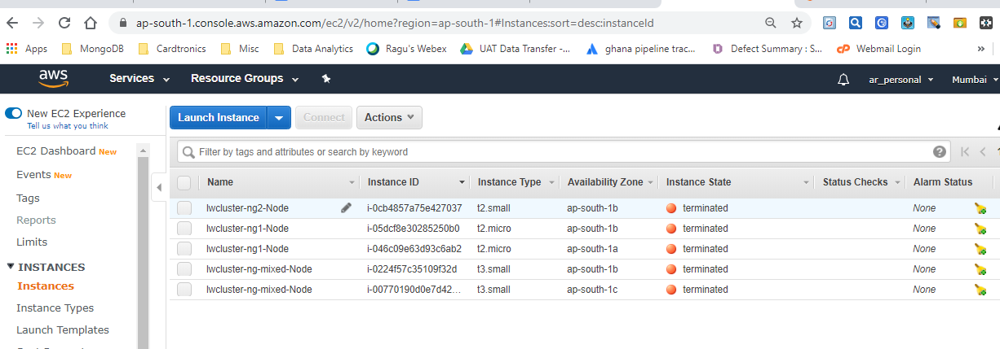 ap-south-1.console.aws.amazon.com/ec2/v2/home?region=ap-south-1#Instances:sort=desc:instanceId
Apps MongoDB Cardtronics Misc Data Analytics Ragu's Webex UAT Data Transfer -... ghana pipeline trac... Defect Summary : S... cP Webmail Login »
aws Services Resource Groups ar_personal Mumbai
New EC2 Experience
Tell us what you think
Launch Instance Connect Actions
EC2 Dashboard New
Events New
Tags
Reports
Limits
INSTANCES
Instances
Instance Types
Launch Templates
Filter by tags and attributes or search by keyword ?
Name Instance ID Instance Type Availability Zone Instance State Status Checks Alarm Status
lwcluster-ng2-Node i-0cb4857a75e427037 t2.small ap-south-1b terminated None
lwcluster-ng1-Node i-05dcf8e30285250b0 t2.micro ap-south-1b terminated None
lwcluster-ng1-Node i-046c09e63d93c6ab2 t2.micro ap-south-1a terminated None
lwcluster-ng-mixed-Node i-0224f57c35109f32d t3.small ap-south-1b terminated None
lwcluster-ng-mixed-Node i-00770190d0e7d42... t3.small ap-south-1c terminated None